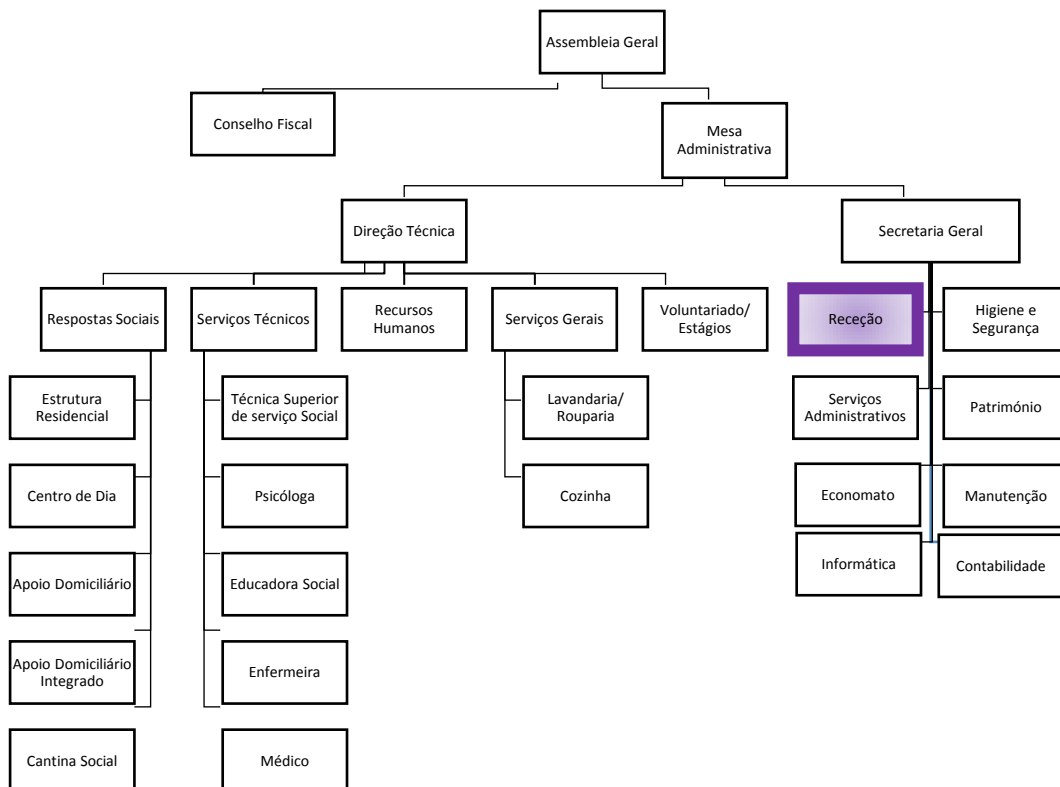 Assembleia Geral
Conselho Fiscal
Mesa
Administrativa
Direção Técnica
Secretaria Geral
Respostas Sociais
Serviços Técnicos
Recursos
Humanos
Serviços Gerais
Voluntariado/
Estágios
Receção
Higiene e
Segurança
Estrutura
Residencial
Técnica Superior
de serviço Social
Lavandaria/
Rouparia
Serviços
Administrativos
Património
Centro de Dia
Psicóloga
Cozinha
Economato
Manutenção
Apoio Domiciliário
Educadora Social
Informática
Contabilidade
Apoio Domiciliário
Integrado
Enfermeira
Cantina Social
Médico